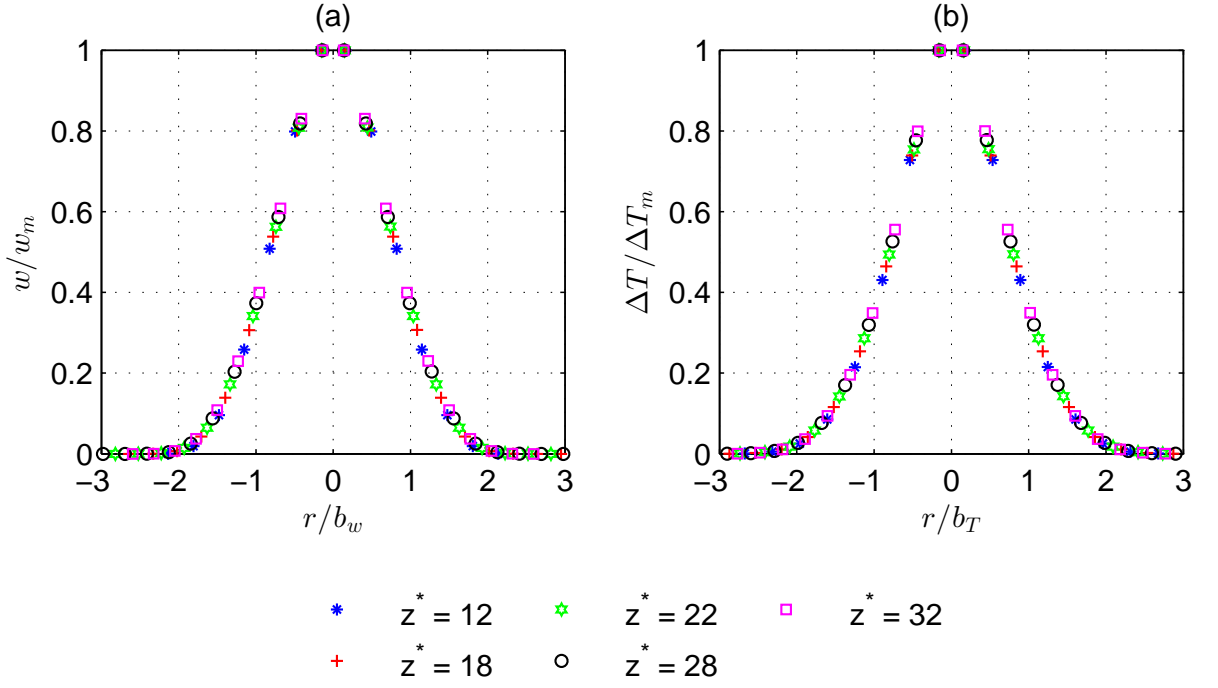 (a)
1
0.8
0.6
0.4
0.2
0
w/w_m
−3 −2 −1 0 1 2 3
r/b_w
(b)
1
0.8
0.6
0.4
0.2
0
ΔT/ΔT_m
−3 −2 −1 0 1 2 3
r/b_T
z* = 12
z* = 22
z* = 32
z* = 18
z* = 28